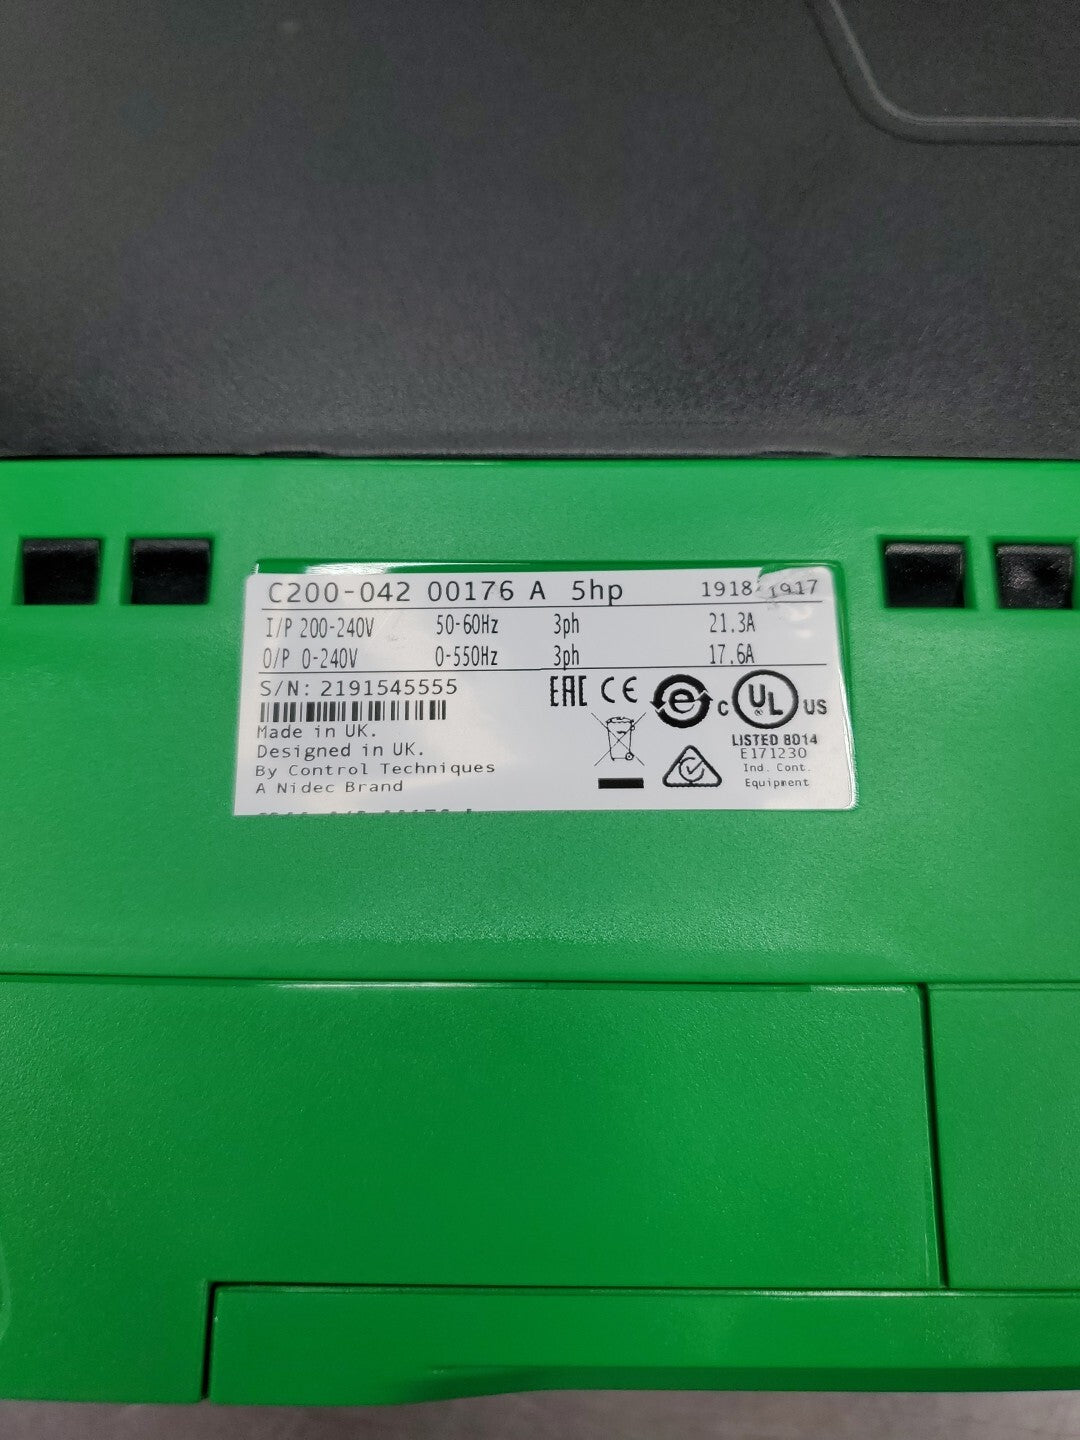 C200-042 00176 A 5hp 1918 1917
I/P 200-240V 50-60Hz 3ph 21.3A
O/P 0-240V 0-550Hz 3ph 17.6A
S/N: 2191545555
Made in UK.
Designed in UK.
By Control Techniques
A Nidec Brand
EAC CE e c UL ® US
LISTED 8D14
E171230
Ind. Cont.
Equipment